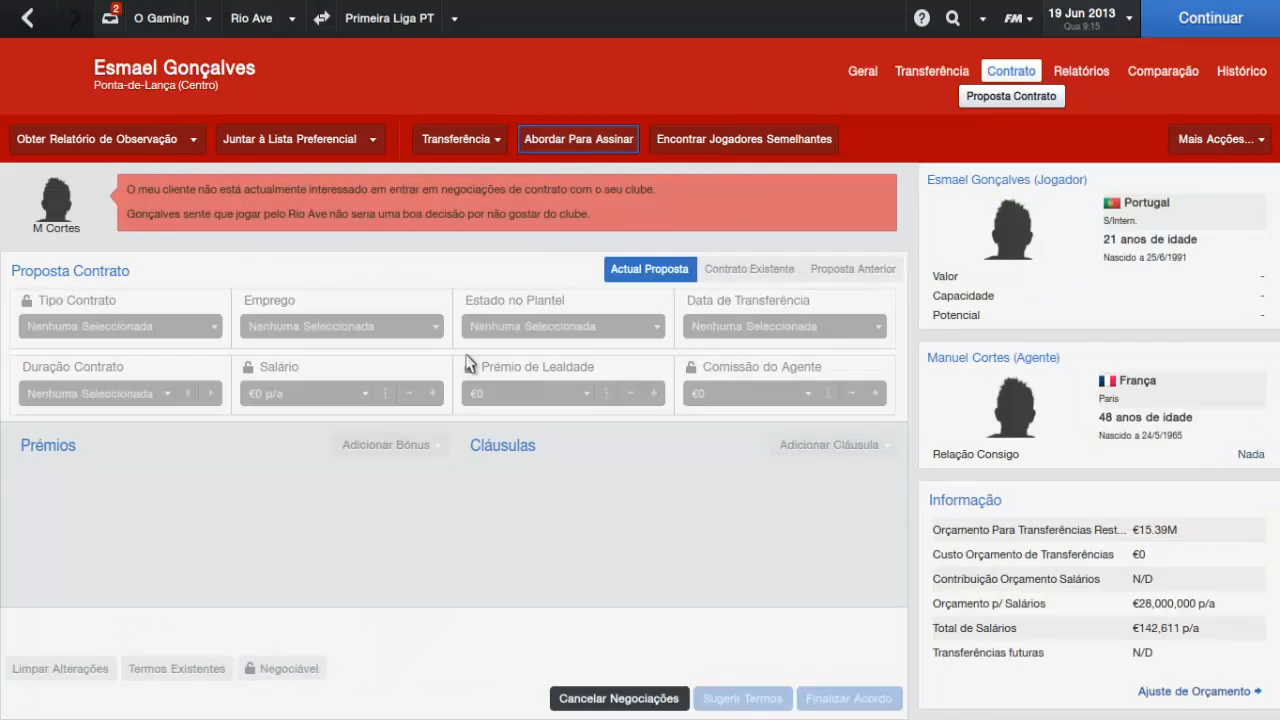 2
O Gaming
Rio Ave
Primeira Liga PT
FM
19 Jun 2013
Qua 9:15
Continuar
Esmael Gonçalves
Ponta-de-Lança (Centro)
Geral
Transferência
Contrato
Relatórios
Comparação
Histórico
Proposta Contrato
Obter Relatório de Observação
Juntar à Lista Preferencial
Transferência
Abordar Para Assinar
Encontrar Jogadores Semelhantes
Mais Acções...
M Cortes
O meu cliente não está actualmente interessado em entrar em negociações de contrato com o seu clube.
Gonçalves sente que jogar pelo Rio Ave não seria uma boa decisão por não gostar do clube.
Proposta Contrato
Actual Proposta
Contrato Existente
Proposta Anterior
Tipo Contrato
Emprego
Estado no Plantel
Data de Transferência
Nenhuma Seleccionada
Nenhuma Seleccionada
Nenhuma Seleccionada
Nenhuma Seleccionada
Duração Contrato
Salário
Prémio de Lealdade
Comissão do Agente
Nenhuma Seleccionada
€0 p/a
€0
€0
Prémios
Adicionar Bónus
Cláusulas
Adicionar Cláusula
Limpar Alterações
Termos Existentes
Negociável
Cancelar Negociações
Sugerir Termos
Finalizar Acordo
Esmael Gonçalves (Jogador)
Portugal
S/Intern.
21 anos de idade
Nascido a 25/6/1991
Valor -
Capacidade -
Potencial -
Manuel Cortes (Agente)
França
Paris
48 anos de idade
Nascido a 24/5/1965
Relação Consigo Nada
Informação
Orçamento Para Transferências Rest... €15.39M
Custo Orçamento de Transferências €0
Contribuição Orçamento Salários N/D
Orçamento p/ Salários €28,000,000 p/a
Total de Salários €142,611 p/a
Transferências futuras N/D
Ajuste de Orçamento